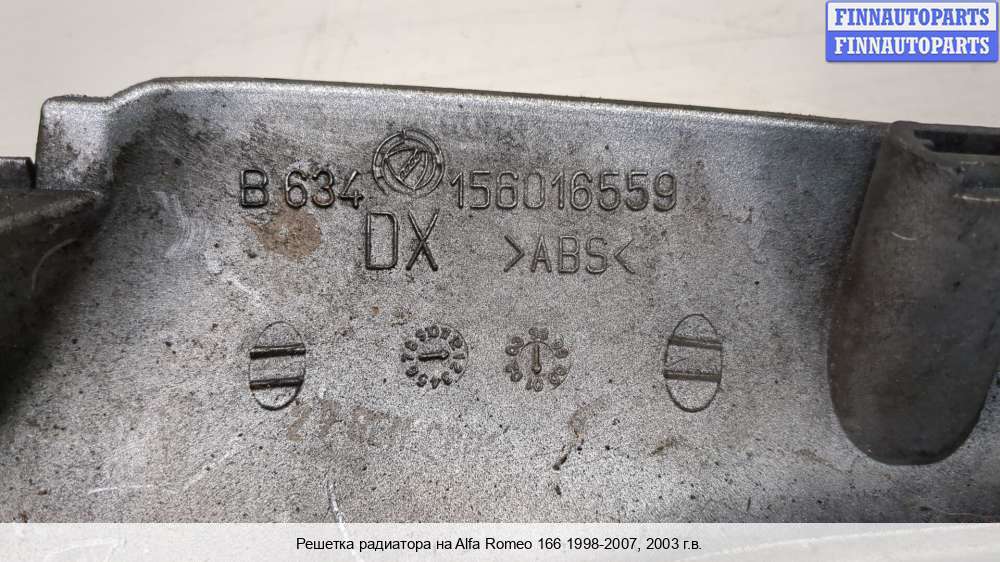 FINNAUTOPARTS
FINNAUTOPARTS
B 634 156016559
DX >ABS<
Решетка радиатора на Alfa Romeo 166 1998-2007, 2003 г.в.